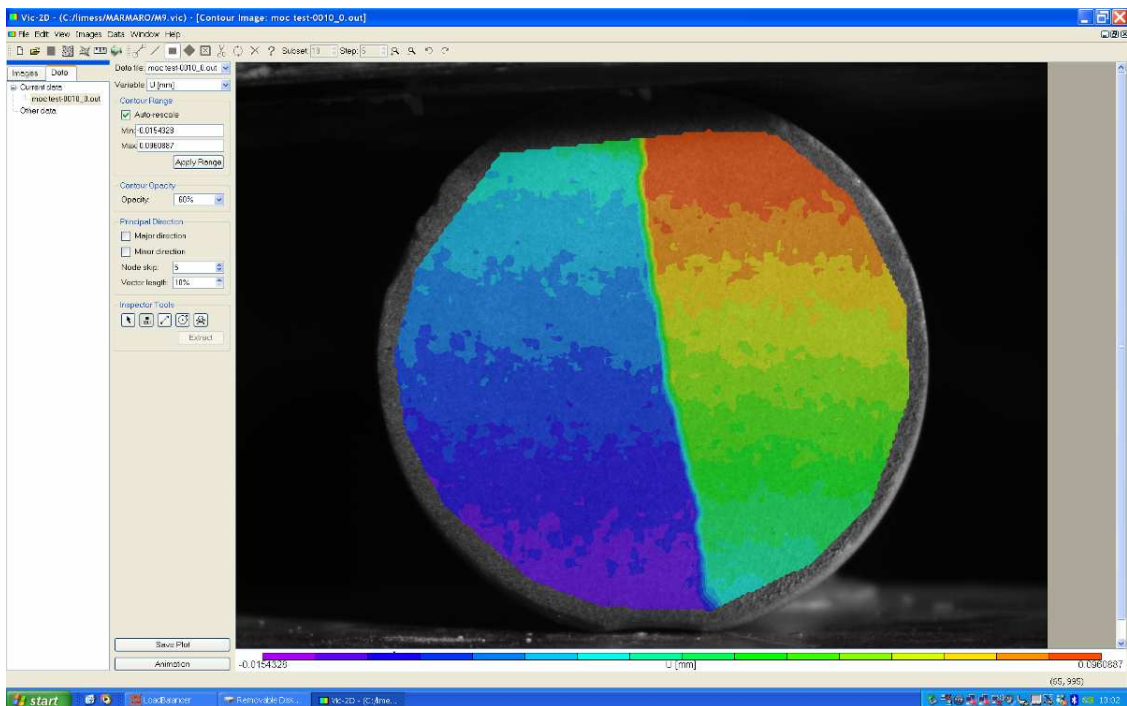 Vic-2D - (C:/limess/MARMARO/M9.vic) - [Contour Image: moc test-0010_0.out]
File Edit View Images Data Window Help
Subset: 19 Step: 5
Images Data
Current data
moc test-0010_0.out
Other data
Data file: moc test-0010_0.out
Variable: U [mm]
Contour Range
Auto-rescale
Min: -0.0154328
Max: 0.0960887
Apply Range
Contour Opacity
Opacity: 60%
Principal Direction
Major direction
Minor direction
Node skip: 5
Vector length: 10%
Inspector Tools
Extract
Save Plot
Animation
-0.0154328 U [mm] 0.0960887
(65, 995)
start LoadBalancer Removable Disk... Vic-2D - (C:/lime... 13:02